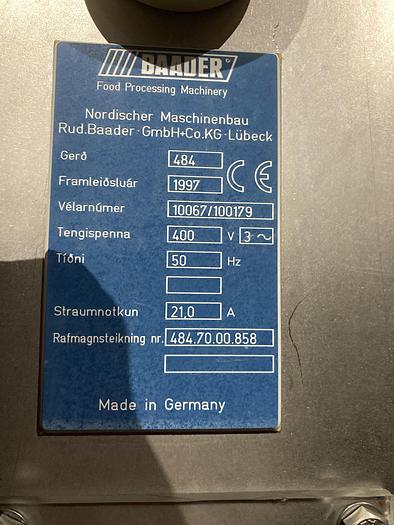 BAADER
Food Processing Machinery
Nordischer Maschinenbau
Rud.Baader·GmbH+Co.KG·Lübeck
Gerð 484
Framleiðsluár 1997 CE
Vélarnúmer 10067/100179
Tengispenna 400 V 3 ~
Tíðni 50 Hz
Straumnotkun 21,0 A
Rafmagnsteikning nr. 484.70.00.858
Made in Germany